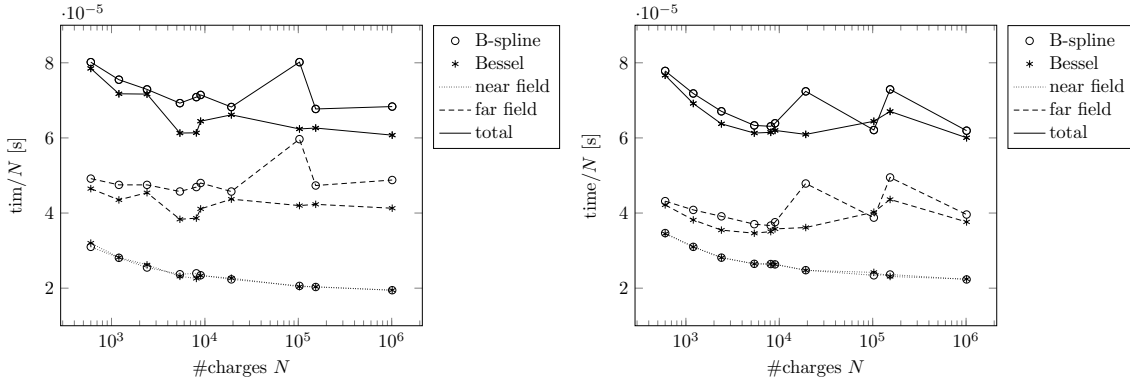 ·10⁻⁵
8
6
4
2
tim/N [s]
10³
10⁴
10⁵
10⁶
#charges N
B-spline
Bessel
near field
far field
total
·10⁻⁵
8
6
4
2
time/N [s]
10³
10⁴
10⁵
10⁶
#charges N
B-spline
Bessel
near field
far field
total